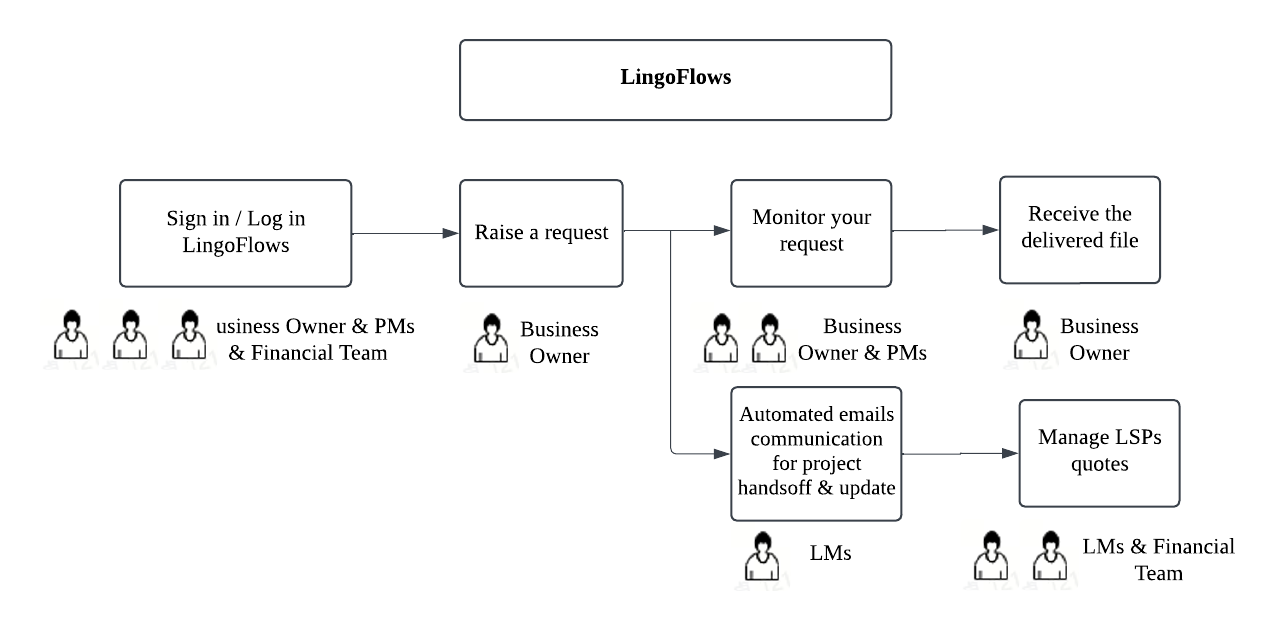 LingoFlows
Sign in / Log in
LingoFlows
Raise a request
Monitor your
request
Receive the
delivered file
usiness Owner & PMs
& Financial Team
Business
Owner
Business
Owner & PMs
Business
Owner
Automated emails
communication
for project
handsoff & update
Manage LSPs
quotes
LMs
LMs & Financial
Team